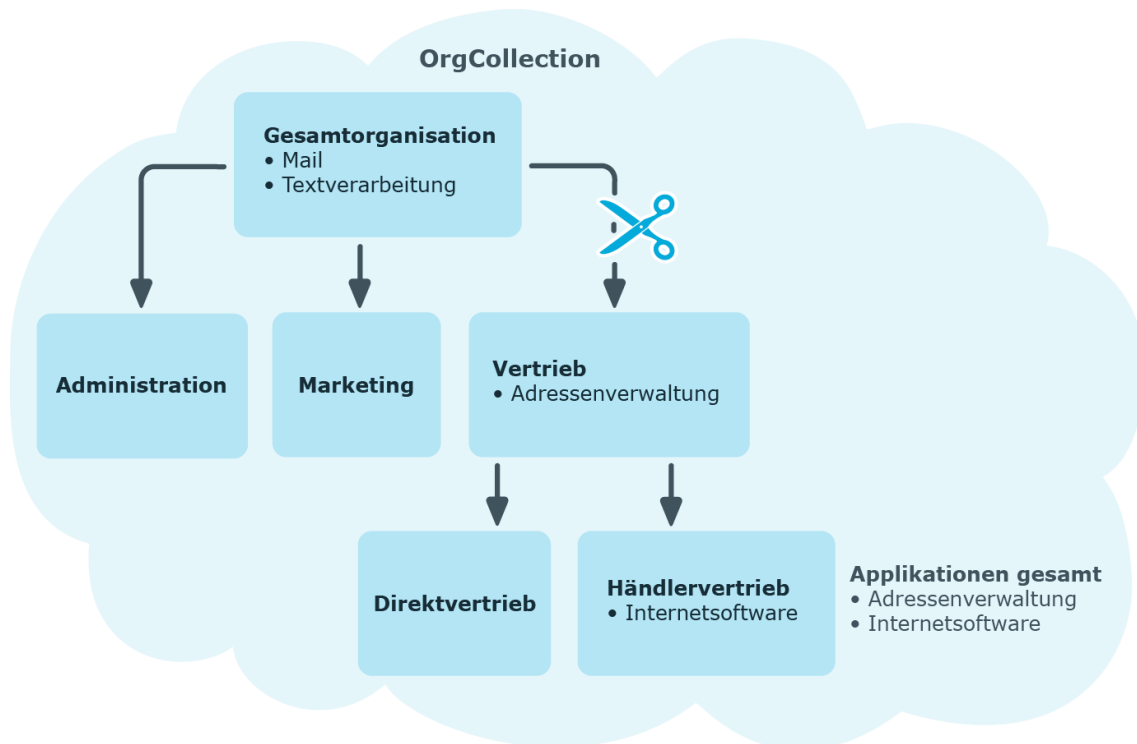 OrgCollection
Gesamtorganisation
• Mail
• Textverarbeitung
Administration
Marketing
Vertrieb
• Adressenverwaltung
Direktvertrieb
Händlervertrieb
• Internetsoftware
Applikationen gesamt
• Adressenverwaltung
• Internetsoftware